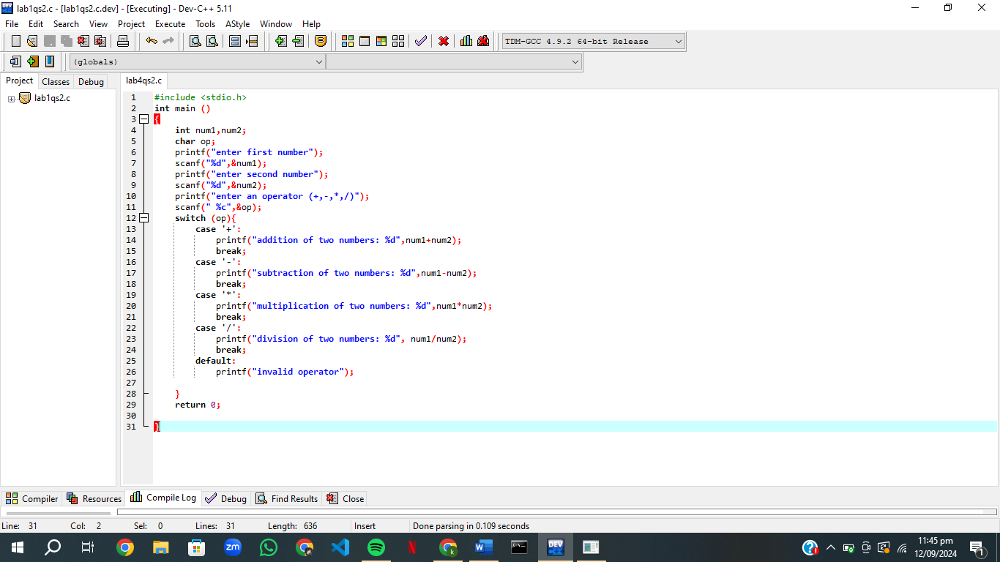 lab1qs2.c - [lab1qs2.c.dev] - [Executing] - Dev-C++ 5.11
File Edit Search View Project Execute Tools AStyle Window Help
TDM-GCC 4.9.2 64-bit Release
(globals)
Project Classes Debug
lab4qs2.c
lab1qs2.c
1 #include <stdio.h>
2 int main ()
3 {
4 int num1,num2;
5 char op;
6 printf("enter first number");
7 scanf("%d",&num1);
8 printf("enter second number");
9 scanf("%d",&num2);
10 printf("enter an operator (+,-,*,/)");
11 scanf(" %c",&op);
12 switch (op){
13 case '+':
14 printf("addition of two numbers: %d",num1+num2);
15 break;
16 case '-':
17 printf("subtraction of two numbers: %d",num1-num2);
18 break;
19 case '*':
20 printf("multiplication of two numbers: %d",num1*num2);
21 break;
22 case '/':
23 printf("division of two numbers: %d", num1/num2);
24 break;
25 default:
26 printf("invalid operator");
27
28 }
29 return 0;
30
31 }
Compiler Resources Compile Log Debug Find Results Close
Line: 31 Col: 2 Sel: 0 Lines: 31 Length: 636 Insert Done parsing in 0.109 seconds
11:45 pm
12/09/2024